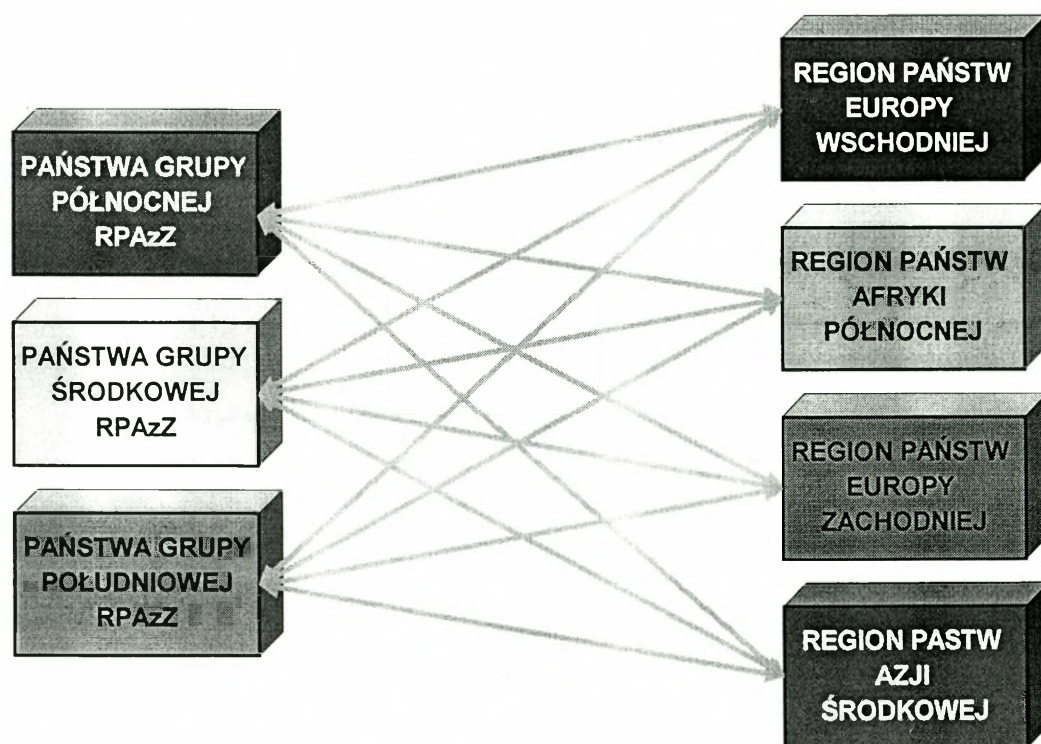 PAŃSTWA GRUPY
PÓŁNOCNEJ
RPAzZ
PAŃSTWA GRUPY
ŚRODKOWEJ
RPAzZ
PAŃSTWA GRUPY
POŁUDNIOWEJ
RPAzZ
REGION PAŃSTW
EUROPY
WSCHODNIEJ
REGION PAŃSTW
AFRYKI
PÓŁNOCNEJ
REGION PAŃSTW
EUROPY
ZACHODNIEJ
REGION PASTW
AZJI
ŚRODKOWEJ